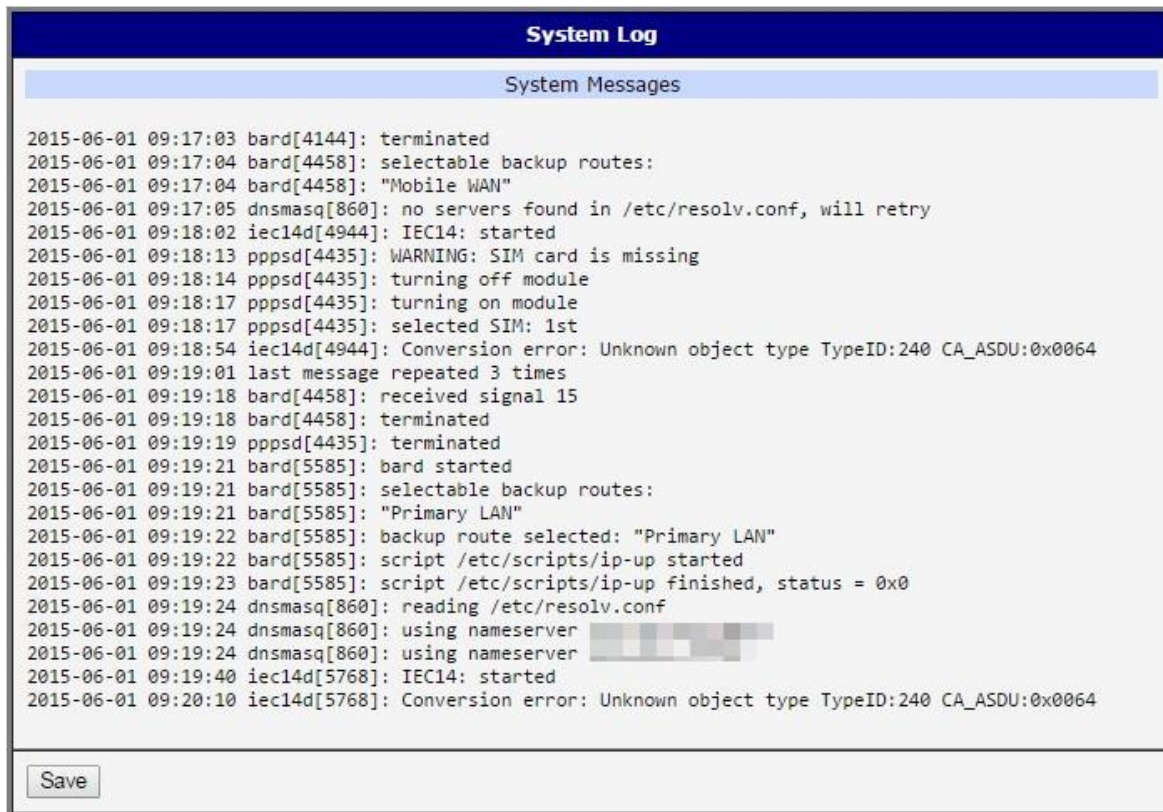 System Log
System Messages
2015-06-01 09:17:03 bard[4144]: terminated
2015-06-01 09:17:04 bard[4458]: selectable backup routes:
2015-06-01 09:17:04 bard[4458]: "Mobile WAN"
2015-06-01 09:17:05 dnsmasq[860]: no servers found in /etc/resolv.conf, will retry
2015-06-01 09:18:02 iec14d[4944]: IEC14: started
2015-06-01 09:18:13 pppsd[4435]: WARNING: SIM card is missing
2015-06-01 09:18:14 pppsd[4435]: turning off module
2015-06-01 09:18:17 pppsd[4435]: turning on module
2015-06-01 09:18:17 pppsd[4435]: selected SIM: 1st
2015-06-01 09:18:54 iec14d[4944]: Conversion error: Unknown object type TypeID:240 CA_ASDU:0x0064
2015-06-01 09:19:01 last message repeated 3 times
2015-06-01 09:19:18 bard[4458]: received signal 15
2015-06-01 09:19:18 bard[4458]: terminated
2015-06-01 09:19:19 pppsd[4435]: terminated
2015-06-01 09:19:21 bard[5585]: bard started
2015-06-01 09:19:21 bard[5585]: selectable backup routes:
2015-06-01 09:19:21 bard[5585]: "Primary LAN"
2015-06-01 09:19:22 bard[5585]: backup route selected: "Primary LAN"
2015-06-01 09:19:22 bard[5585]: script /etc/scripts/ip-up started
2015-06-01 09:19:23 bard[5585]: script /etc/scripts/ip-up finished, status = 0x0
2015-06-01 09:19:24 dnsmasq[860]: reading /etc/resolv.conf
2015-06-01 09:19:24 dnsmasq[860]: using nameserver
2015-06-01 09:19:24 dnsmasq[860]: using nameserver
2015-06-01 09:19:40 iec14d[5768]: IEC14: started
2015-06-01 09:20:10 iec14d[5768]: Conversion error: Unknown object type TypeID:240 CA_ASDU:0x0064
Save